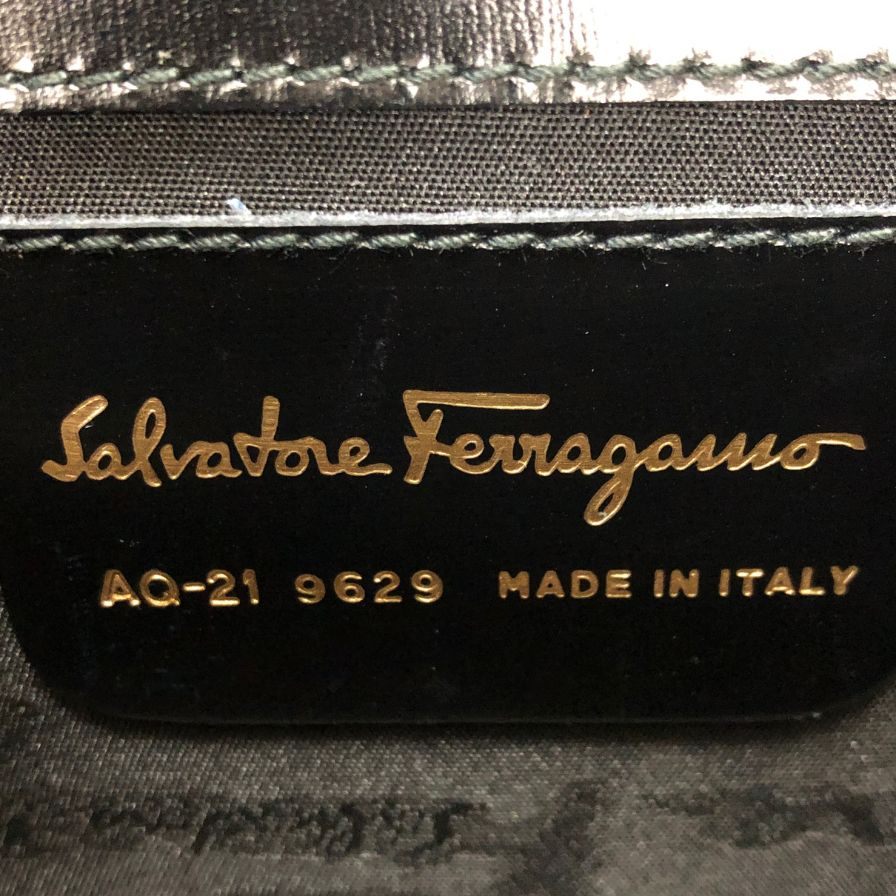 Salvatore Ferragamo
AQ-21 9629 MADE IN ITALY